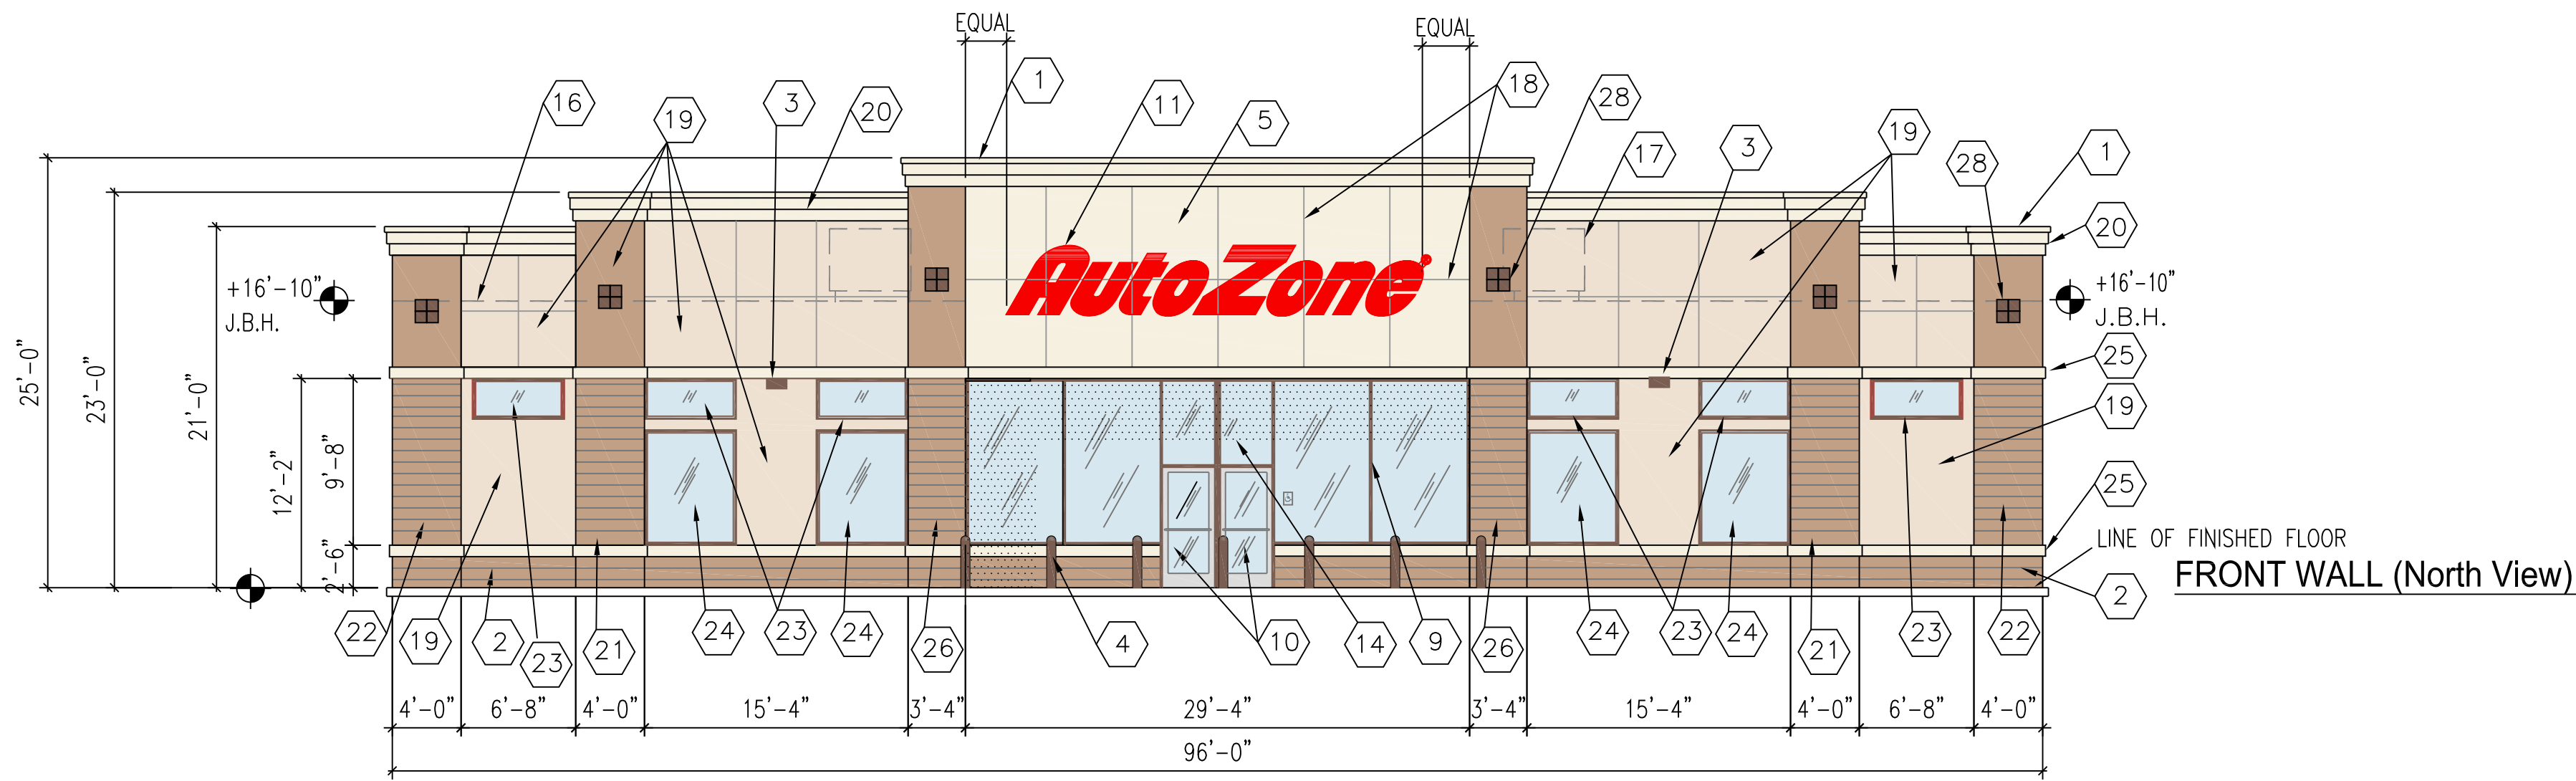 EQUAL EQUAL
1
16 19 3 20 11 5 18 28 17 3 19 28 1
20
+16'-10" +16'-10"
J.B.H. J.B.H.
AutoZone
25
25'-0" 23'-0" 21'-0" 12'-2" 9'-8" 2'-6"
19
25
LINE OF FINISHED FLOOR
FRONT WALL (North View)
2
22 19 2 23 21 24 23 24 26 4 10 14 9 26 24 23 24 21 23 22
4'-0" 6'-8" 4'-0" 15'-4" 3'-4" 29'-4" 3'-4" 15'-4" 4'-0" 6'-8" 4'-0"
96'-0"